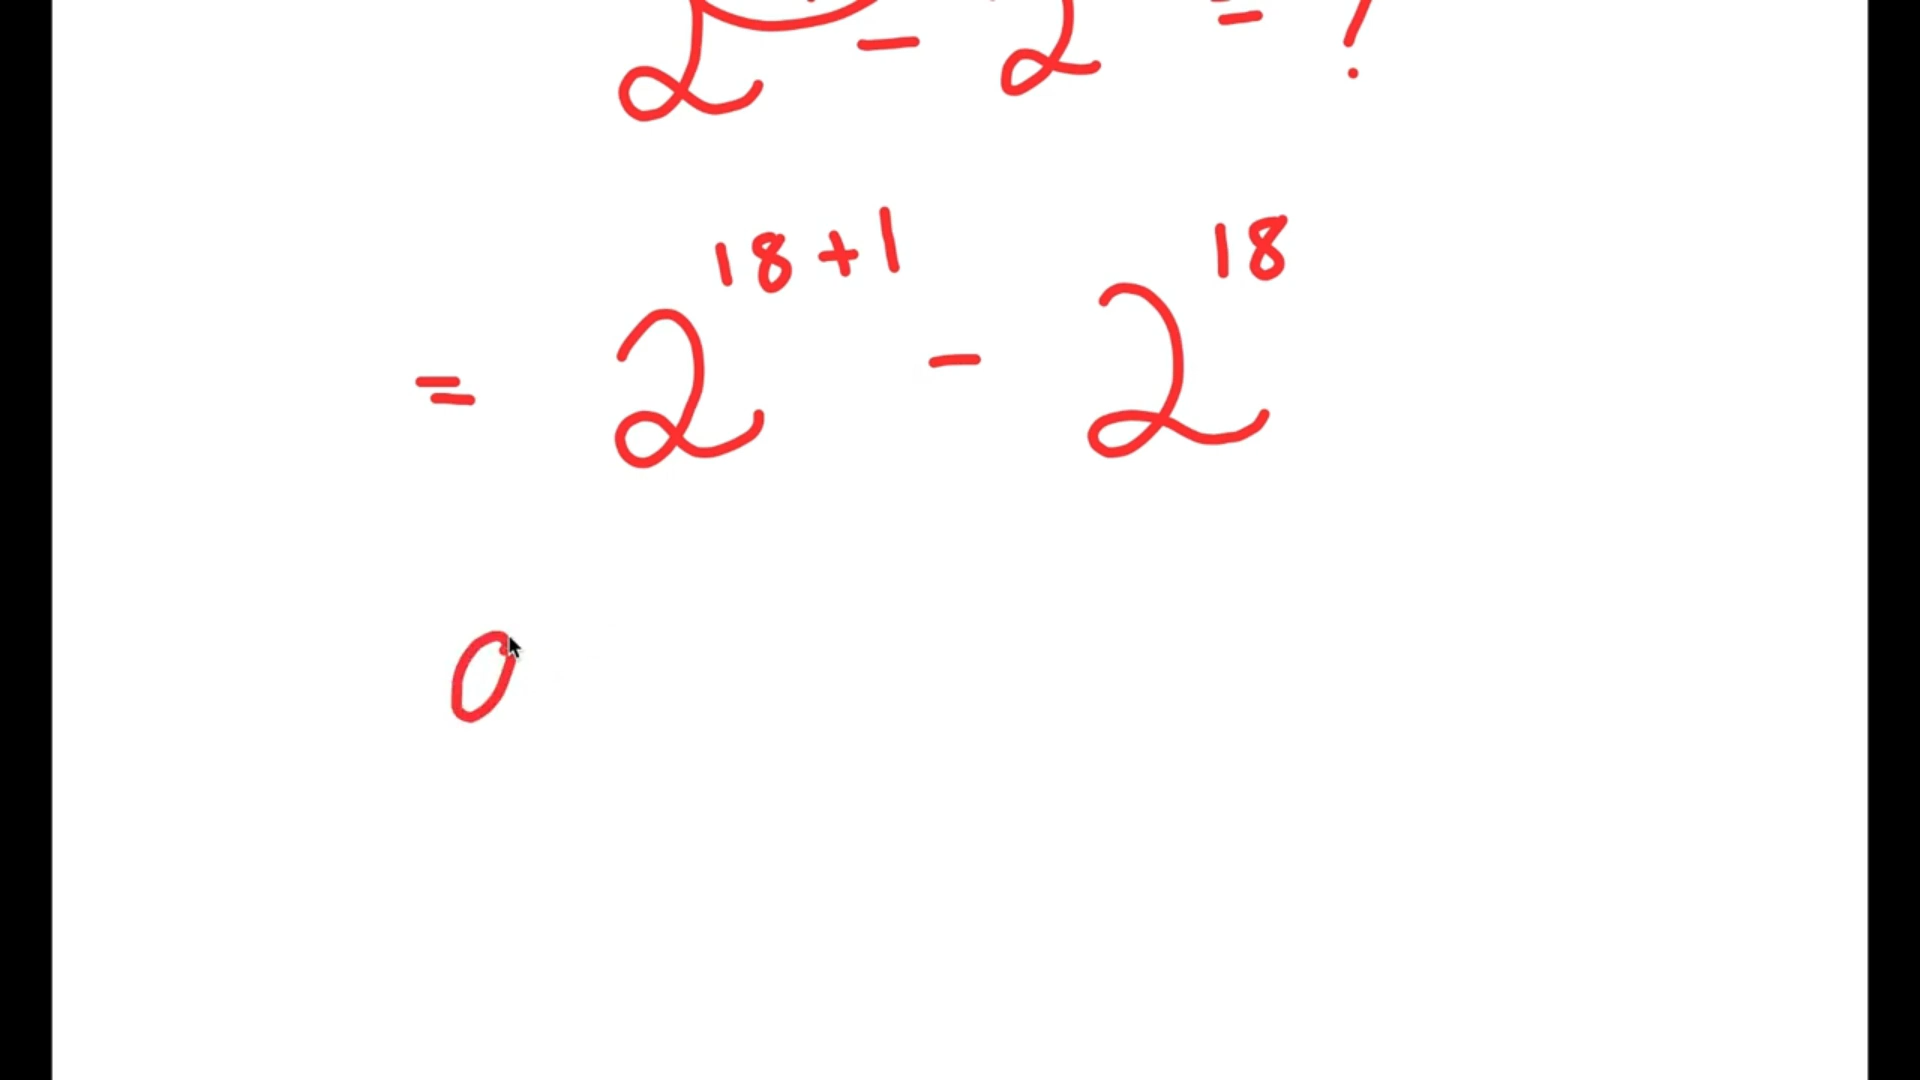 2 - 2 = ?
= 2^{18+1} - 2^{18}
0